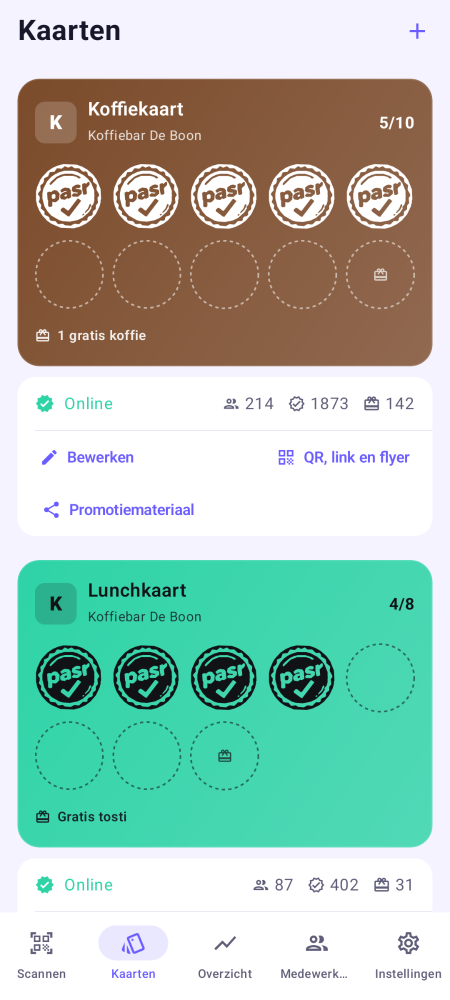 Kaarten
K
Koffiekaart
Koffiebar De Boon
5/10
pasr pasr pasr pasr pasr
1 gratis koffie
Online 214 1873 142
Bewerken QR, link en flyer
Promotiemateriaal
K
Lunchkaart
Koffiebar De Boon
4/8
pasr pasr pasr pasr
Gratis tosti
Online 87 402 31
Scannen Kaarten Overzicht Medewerk... Instellingen